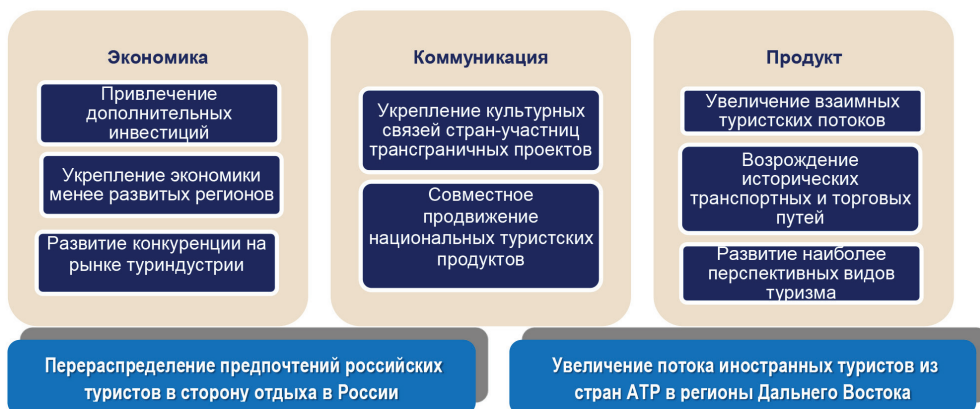 Экономика
Привлечение
дополнительных
инвестиций
Укрепление экономики
менее развитых регионов
Развитие конкуренции на
рынке туриндустрии
Коммуникация
Укрепление культурных
связей стран-участниц
трансграничных проектов
Совместное
продвижение
национальных туристских
продуктов
Продукт
Увеличение взаимных
туристских потоков
Возрождение
исторических
транспортных и торговых
путей
Развитие наиболее
перспективных видов
туризма
Перераспределение предпочтений российских
туристов в сторону отдыха в России
Увеличение потока иностранных туристов из
стран АТР в регионы Дальнего Востока